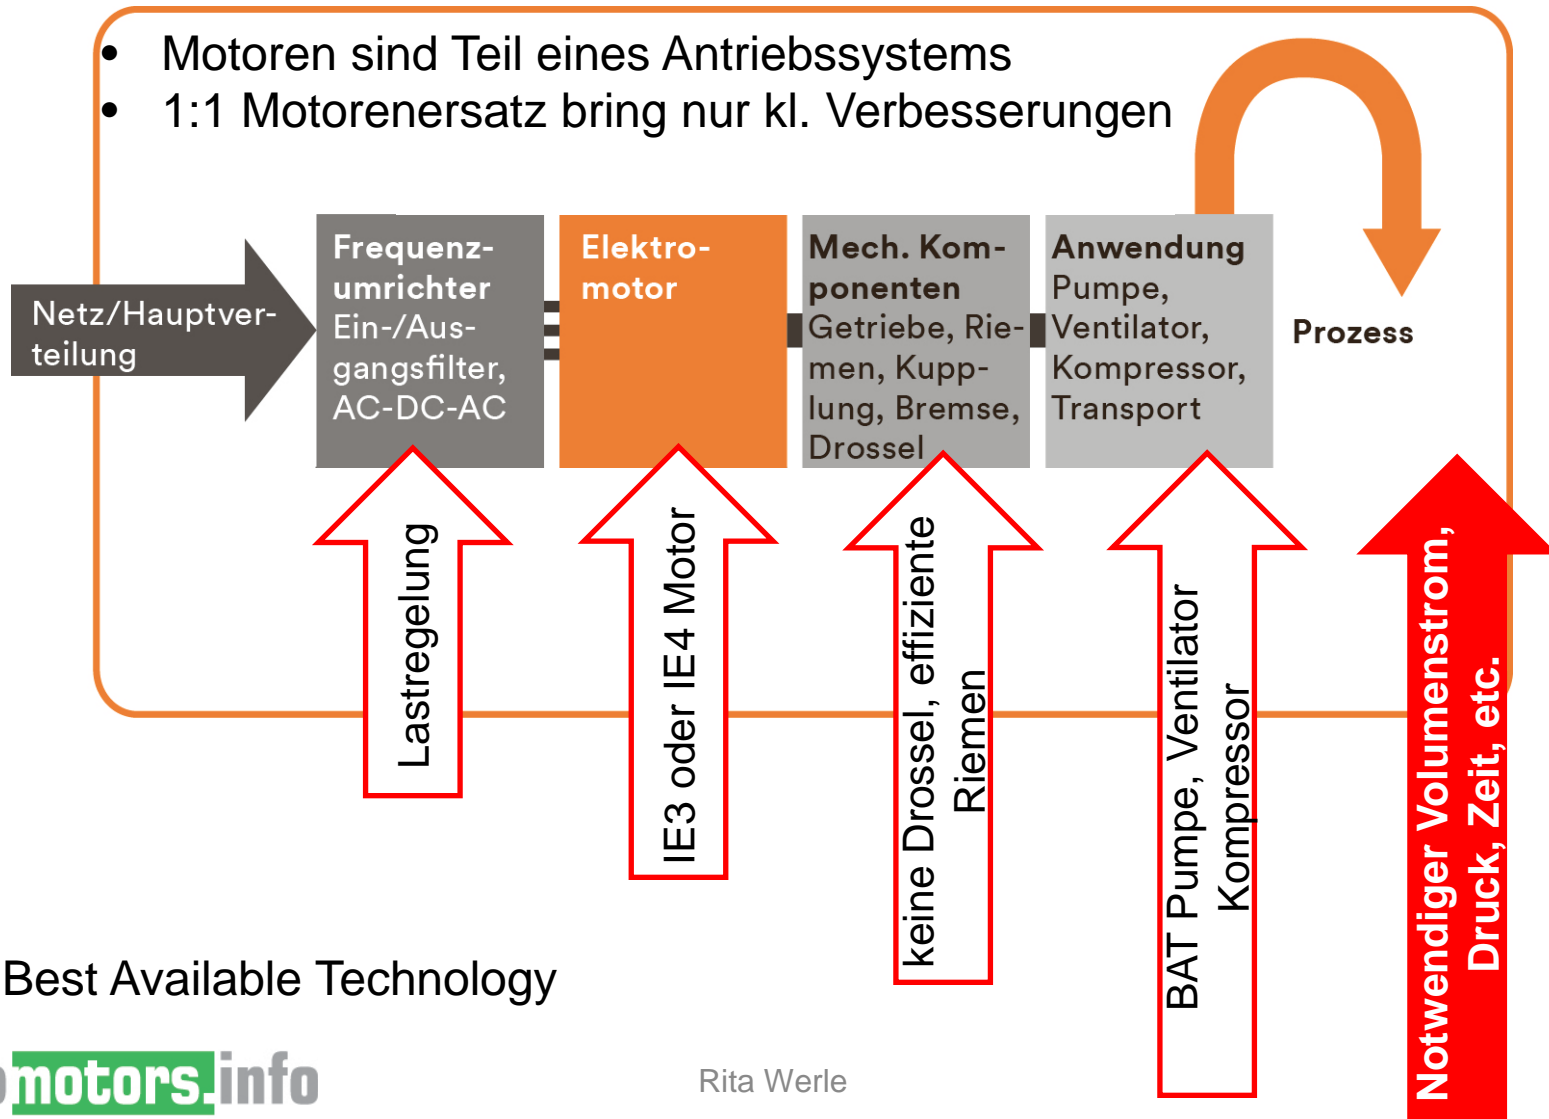 • Motoren sind Teil eines Antriebssystems
• 1:1 Motorenersatz bring nur kl. Verbesserungen
Netz/Hauptver-
teilung
Frequenz-
umrichter
Ein-/Aus-
gangsfilter,
AC-DC-AC
Elektro-
motor
Mech. Kom-
ponenten
Getriebe, Rie-
men, Kupp-
lung, Bremse,
Drossel
Anwendung
Pumpe,
Ventilator,
Kompressor,
Transport
Prozess
Lastregelung
IE3 oder IE4 Motor
keine Drossel, effiziente
Riemen
BAT Pumpe, Ventilator
Kompressor
Notwendiger Volumenstrom,
Druck, Zeit, etc.
Best Available Technology
motors.info
Rita Werle